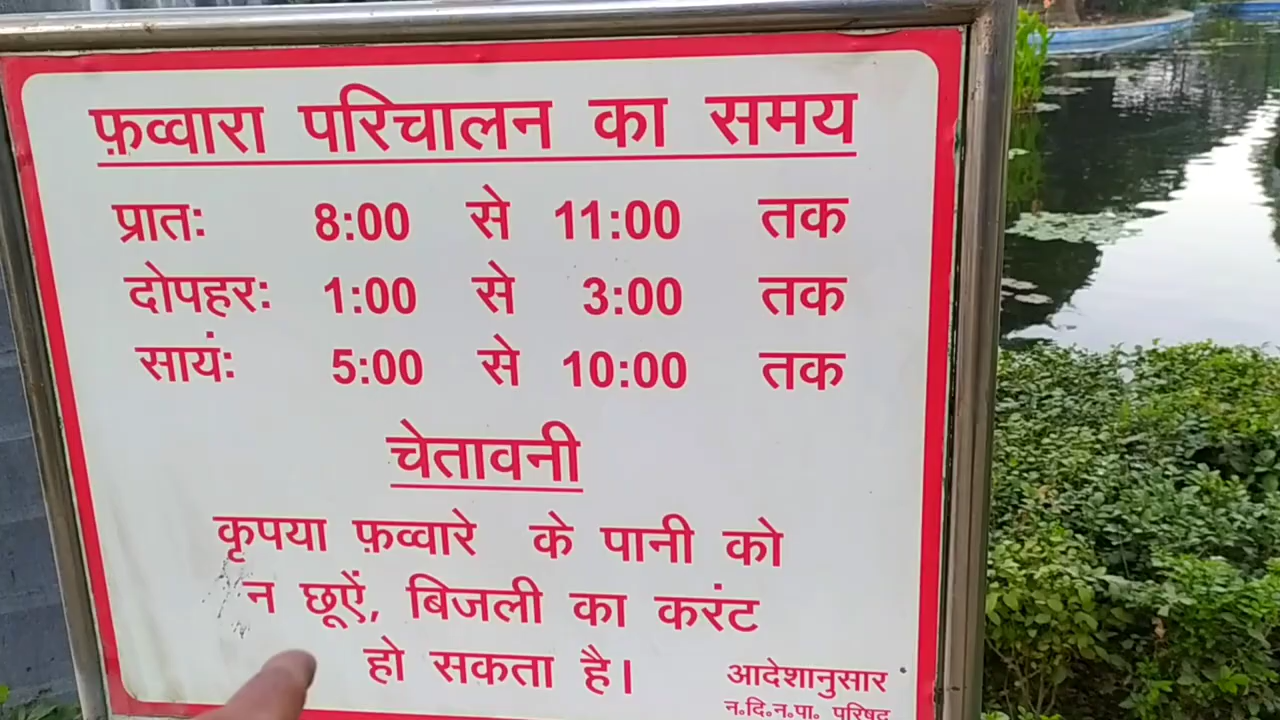 फ़व्वारा परिचालन का समय
प्रातः 8:00 से 11:00 तक
दोपहरः 1:00 से 3:00 तक
सायंः 5:00 से 10:00 तक
चेतावनी
कृपया फ़व्वारे के पानी को
न छूऐं, बिजली का करंट
हो सकता है।
आदेशानुसार
न॰दि॰न॰पा॰ परिषद